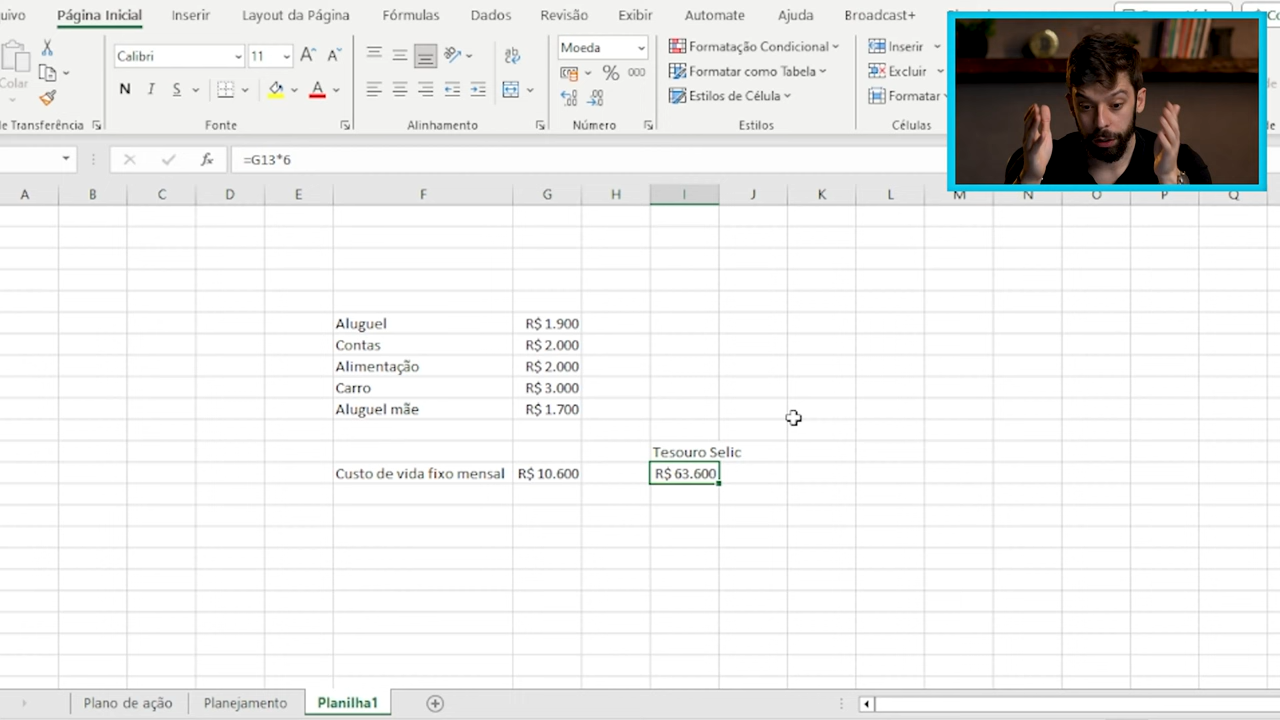 uivo Página Inicial Inserir Layout da Página Fórmulas Dados Revisão Exibir Automate Ajuda Broadcast+
Calibri 11 Moeda Formatação Condicional Inserir
Colar % 000 Formatar como Tabela Excluir
N I S A Estilos de Célula Formatar
de Transferência Fonte Alinhamento Número Estilos Células
fx =G13*6
A B C D E F G H I J K L M N O P Q
Aluguel R$ 1.900
Contas R$ 2.000
Alimentação R$ 2.000
Carro R$ 3.000
Aluguel mãe R$ 1.700
Tesouro Selic
Custo de vida fixo mensal R$ 10.600 R$ 63.600
Plano de ação Planejamento Planilha1